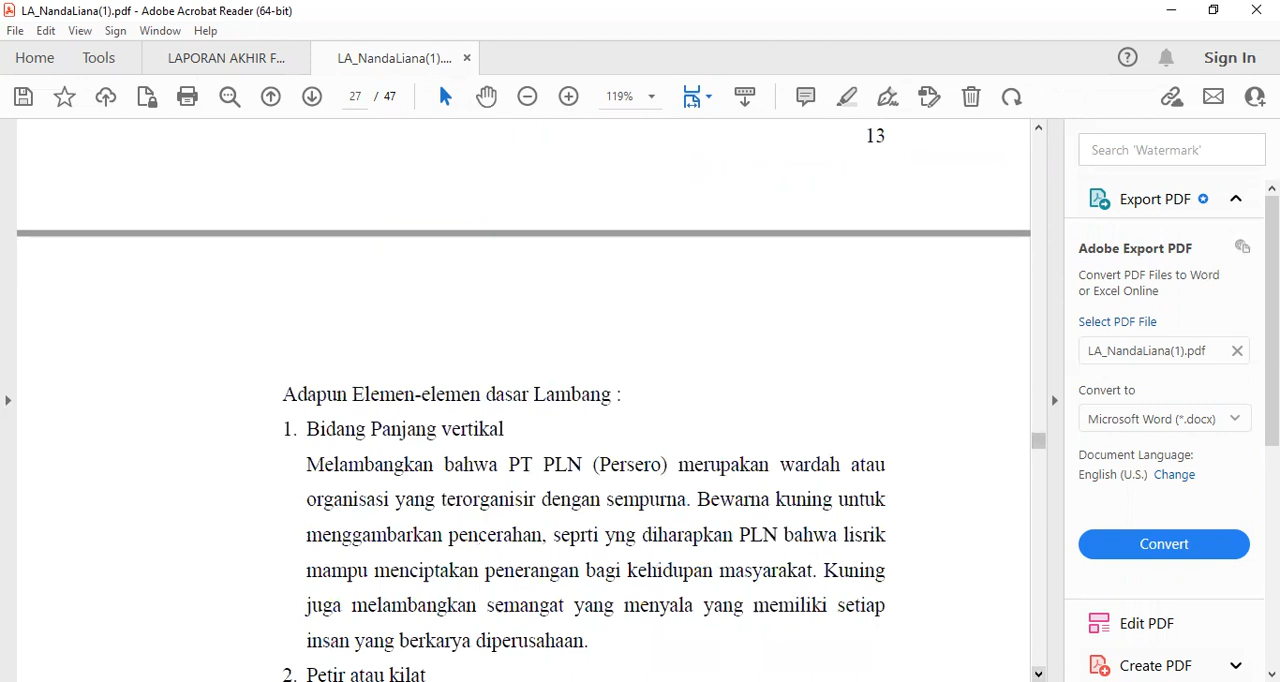 LA_NandaLiana(1).pdf - Adobe Acrobat Reader (64-bit)
File Edit View Sign Window Help
Home Tools LAPORAN AKHIR F... LA_NandaLiana(1).... × Sign In
27 / 47 119%
13
Adapun Elemen-elemen dasar Lambang :
1. Bidang Panjang vertikal
Melambangkan bahwa PT PLN (Persero) merupakan wardah atau
organisasi yang terorganisir dengan sempurna. Bewarna kuning untuk
menggambarkan pencerahan, seprti yng diharapkan PLN bahwa lisrik
mampu menciptakan penerangan bagi kehidupan masyarakat. Kuning
juga melambangkan semangat yang menyala yang memiliki setiap
insan yang berkarya diperusahaan.
2. Petir atau kilat
Search 'Watermark'
Export PDF
Adobe Export PDF
Convert PDF Files to Word
or Excel Online
Select PDF File
LA_NandaLiana(1).pdf
Convert to
Microsoft Word (*.docx)
Document Language:
English (U.S.) Change
Convert
Edit PDF
Create PDF